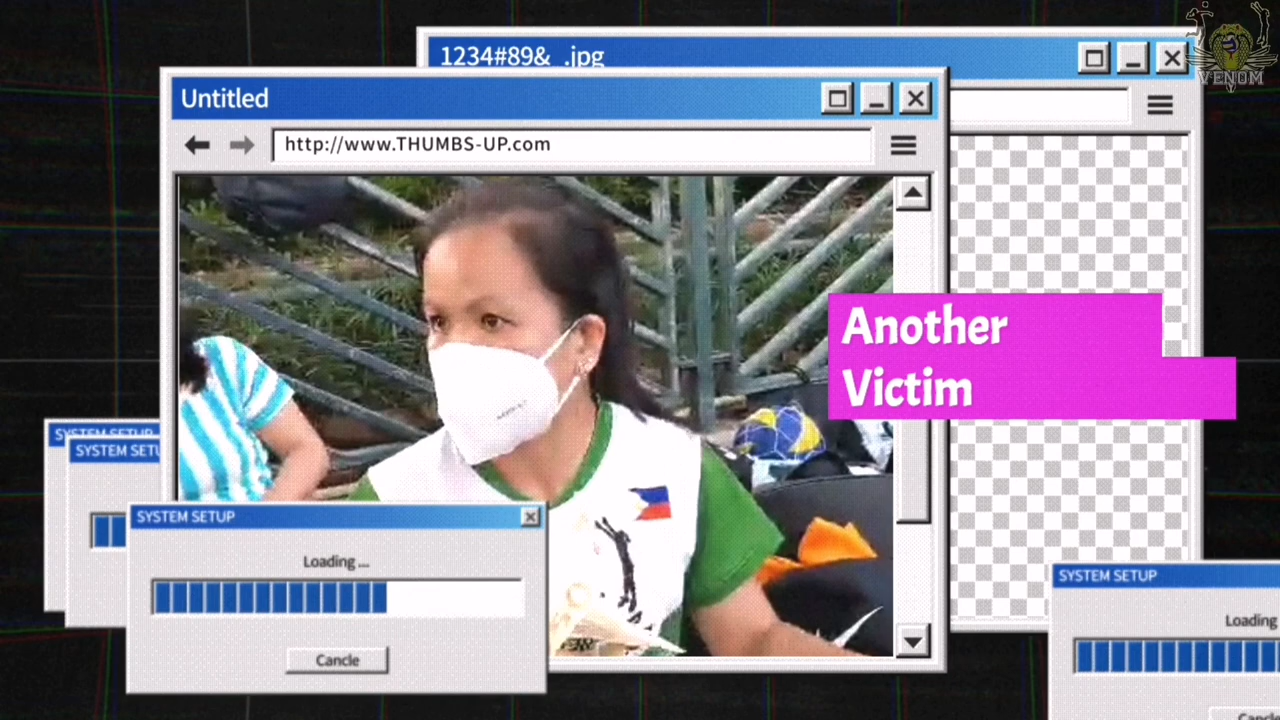 VENOM
1234#89&_.jpg
Untitled
http://www.THUMBS-UP.com
Another
Victim
SYSTEM SETUP
SYSTEM SETU
SYSTEM SETUP
Loading ...
Cancle
SYSTEM SETUP
Loading